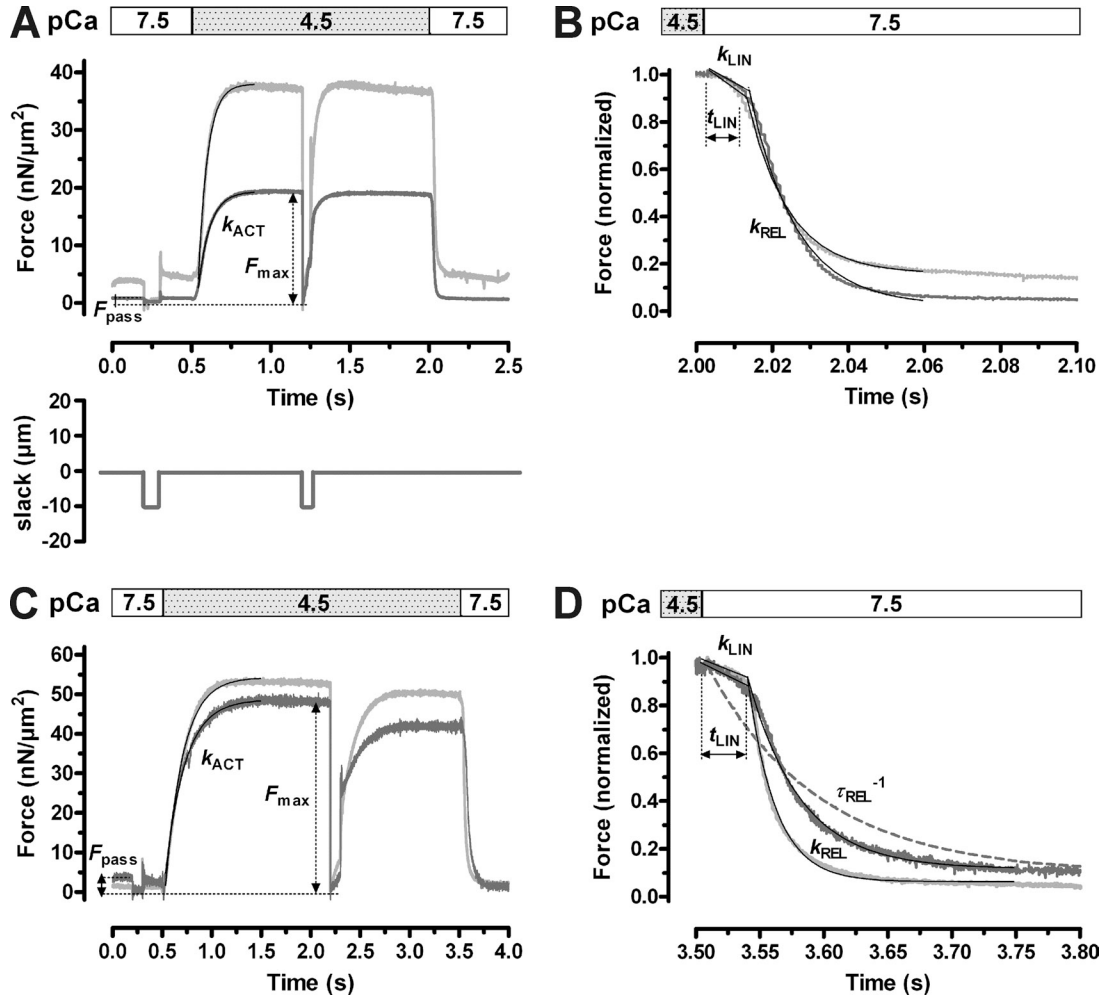 A pCa 7.5 4.5 7.5
Force (nN/μm²)
40
30
20
10
0
kACT
Fmax
Fpass
0.0 0.5 1.0 1.5 2.0 2.5
Time (s)
slack (μm)
20
10
0
-10
-20
B pCa 4.5 7.5
Force (normalized)
1.0
0.8
0.6
0.4
0.2
0.0
kLIN
tLIN
kREL
2.00 2.02 2.04 2.06 2.08 2.10
Time (s)
C pCa 7.5 4.5 7.5
Force (nN/μm²)
60
50
40
30
20
10
0
kACT
Fmax
Fpass
0.0 0.5 1.0 1.5 2.0 2.5 3.0 3.5 4.0
Time (s)
D pCa 4.5 7.5
Force (normalized)
1.0
0.8
0.6
0.4
0.2
0.0
kLIN
tLIN
τREL⁻¹
kREL
3.50 3.55 3.60 3.65 3.70 3.75 3.80
Time (s)